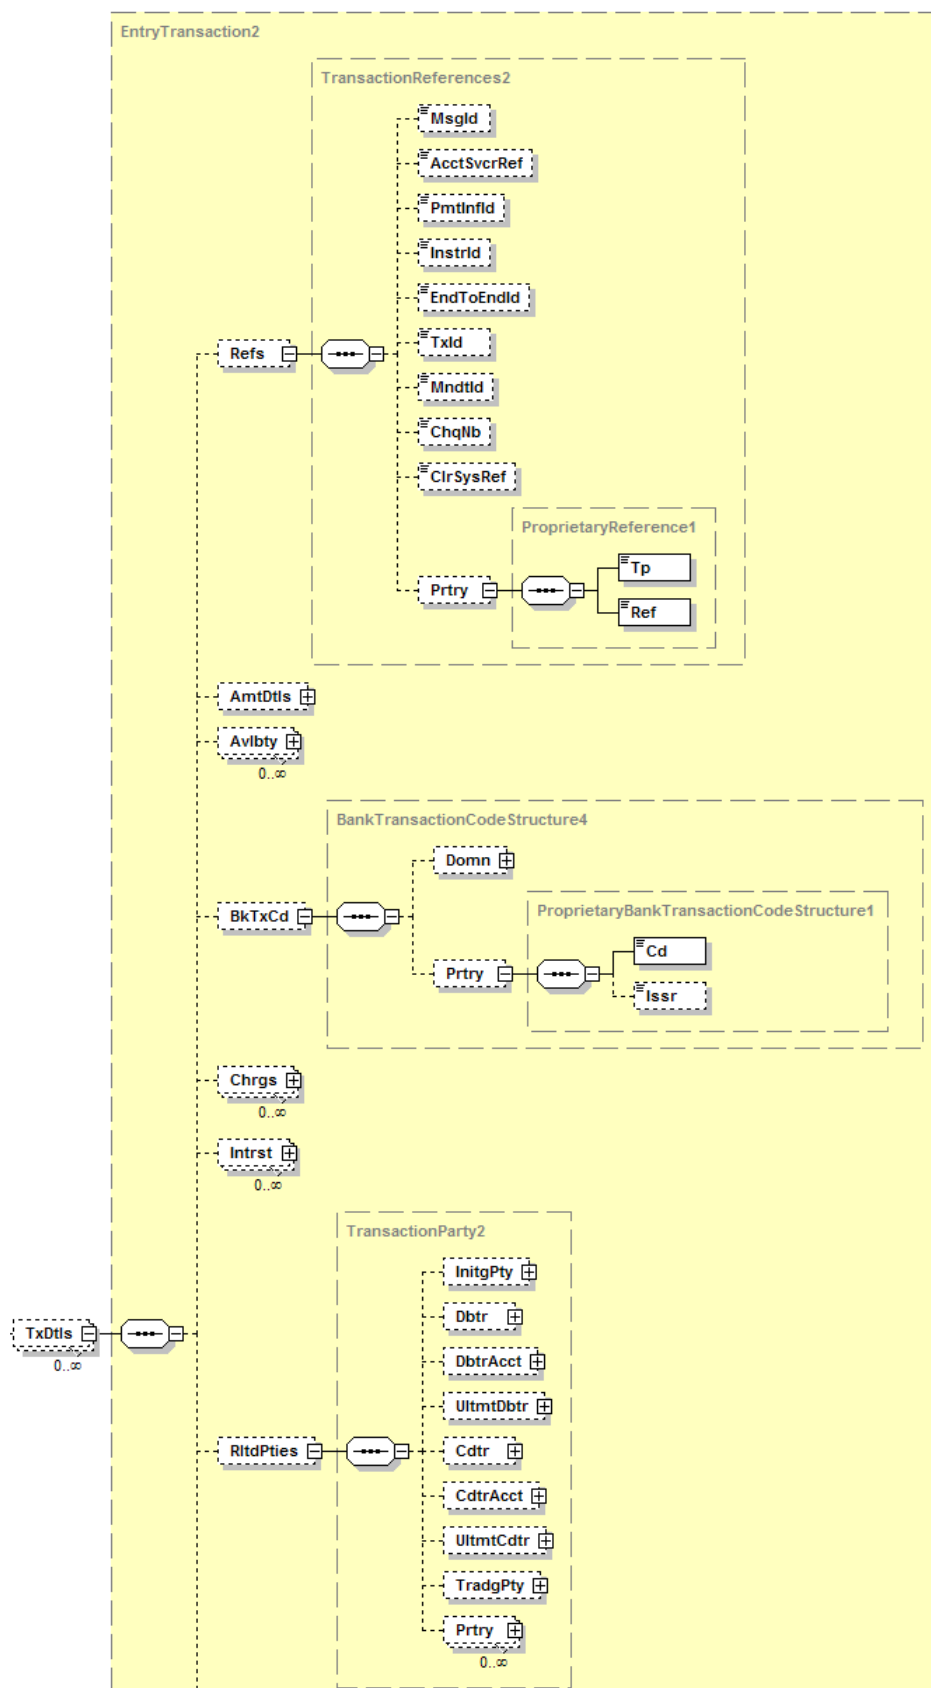 EntryTransaction2
TransactionReferences2
MsgId
AcctSvcrRef
PmtInfId
InstrId
EndToEndId
TxId
MndtId
ChqNb
ClrSysRef
Refs
ProprietaryReference1
Tp
Prtry
Ref
AmtDtls
Avlbty
0..∞
BankTransactionCodeStructure4
Domn
BkTxCd
ProprietaryBankTransactionCodeStructure1
Cd
Prtry
Issr
Chrgs
0..∞
Intrst
0..∞
TransactionParty2
InitgPty
Dbtr
TxDtls
0..∞
DbtrAcct
UltmtDbtr
RltdPties
Cdtr
CdtrAcct
UltmtCdtr
TradgPty
Prtry
0..∞